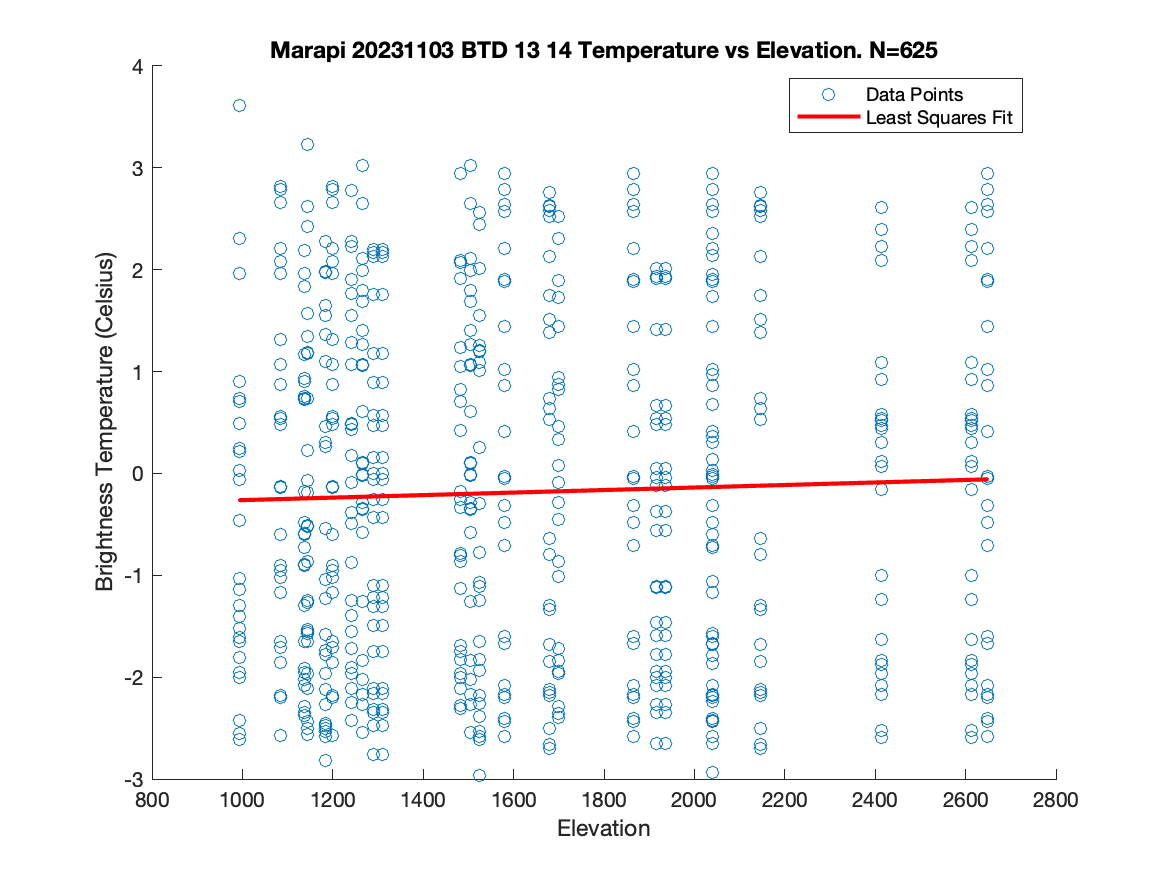 Marapi 20231103 BTD 13 14 Temperature vs Elevation. N=625
Data Points
Least Squares Fit
4
3
2
1
0
-1
-2
-3
Brightness Temperature (Celsius)
800 1000 1200 1400 1600 1800 2000 2200 2400 2600 2800
Elevation